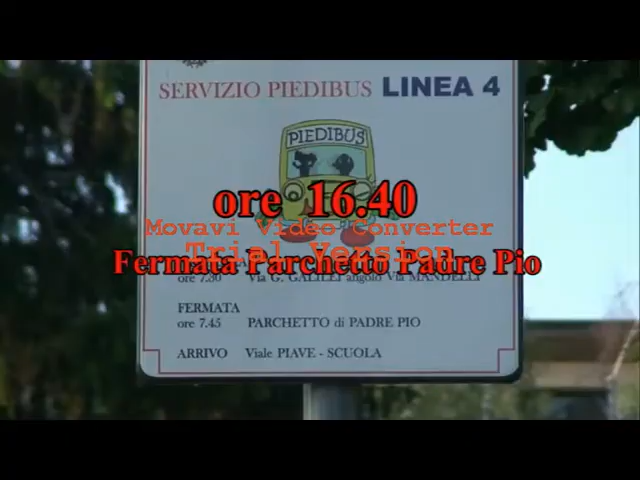 SERVIZIO PIEDIBUS LINEA 4
PIEDIBUS
ore 16.40
Movavi Video Converter
Trial Version
Fermata Parchetto Padre Pio
ore 7.30 Via G. GALILEI angolo Via MANDELLI
FERMATA
ore 7.45 PARCHETTO di PADRE PIO
ARRIVO Viale PIAVE - SCUOLA